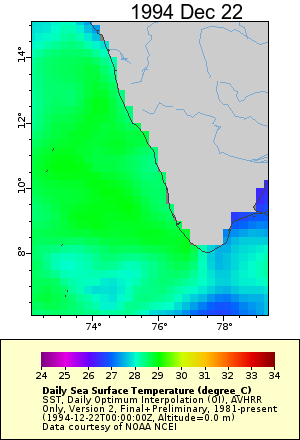 1994 Dec 22
14°
12°
10°
8°
74° 76° 78°
24 25 26 27 28 29 30 31 32 33 34
Daily Sea Surface Temperature (degree_C)
SST, Daily Optimum Interpolation (OI), AVHRR
Only, Version 2, Final+Preliminary, 1981-present
(1994-12-22T00:00:00Z, Altitude=0.0 m)
Data courtesy of NOAA NCEI